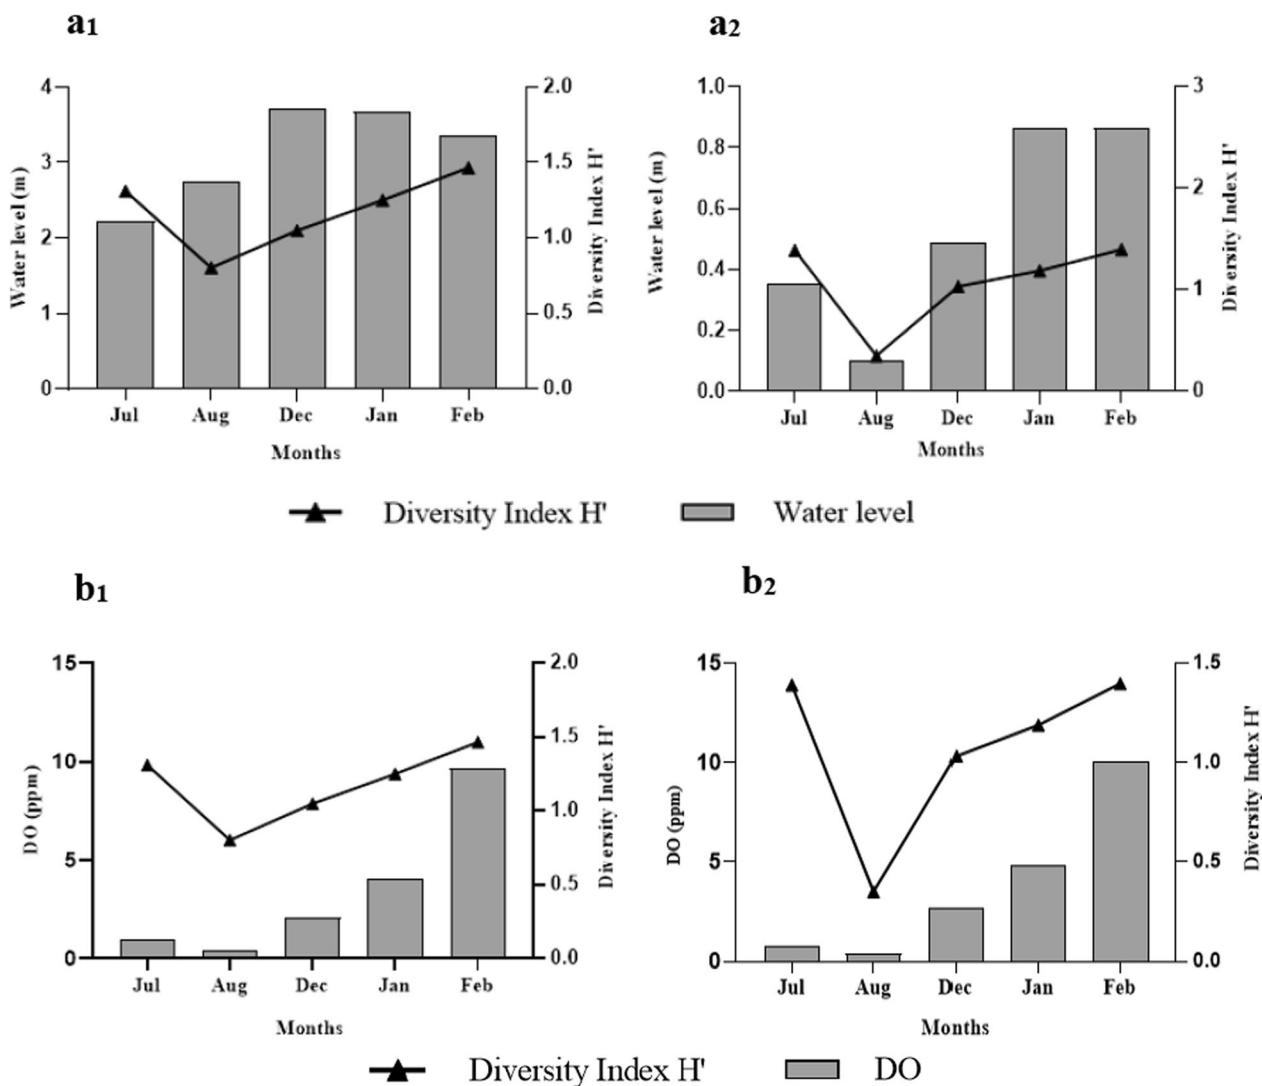 a1
a2
4
3
2
1
0
Water level (m)
2.0
1.5
1.0
0.5
0.0
Diversity Index H'
Jul Aug Dec Jan Feb
Months
1.0
0.8
0.6
0.4
0.2
0.0
Water level (m)
3
2
1
0
Diversity Index H'
Jul Aug Dec Jan Feb
Months
Diversity Index H' Water level
b1
b2
15
10
5
0
DO (ppm)
2.0
1.5
1.0
0.5
0.0
Diversity Index H'
Jul Aug Dec Jan Feb
Months
15
10
5
0
DO (ppm)
1.5
1.0
0.5
0.0
Diversity Index H'
Jul Aug Dec Jan Feb
Months
Diversity Index H' DO